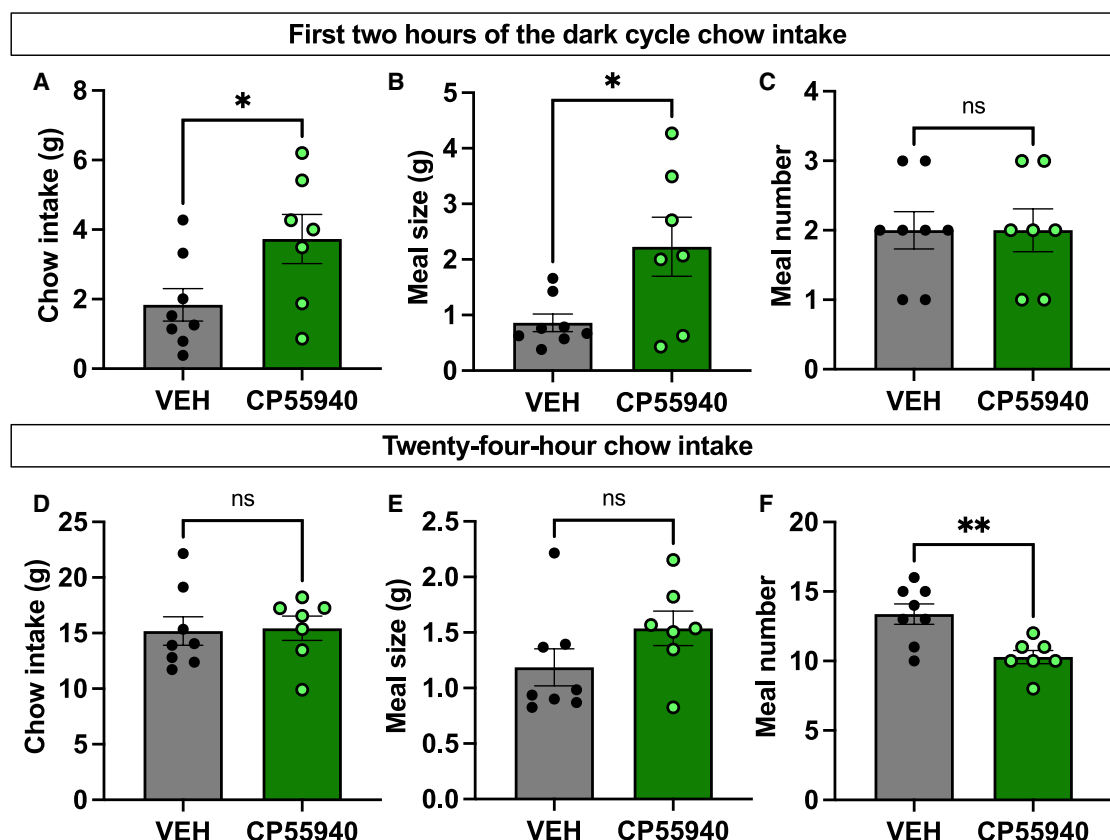 First two hours of the dark cycle chow intake
A
Chow intake (g)
8
6
4
2
0
*
VEH CP55940
B
Meal size (g)
5
4
3
2
1
0
*
VEH CP55940
C
Meal number
4
3
2
1
0
ns
VEH CP55940
Twenty-four-hour chow intake
D
Chow intake (g)
25
20
15
10
5
0
ns
VEH CP55940
E
Meal size (g)
2.5
2.0
1.5
1.0
0.5
0.0
ns
VEH CP55940
F
Meal number
20
15
10
5
0
**
VEH CP55940